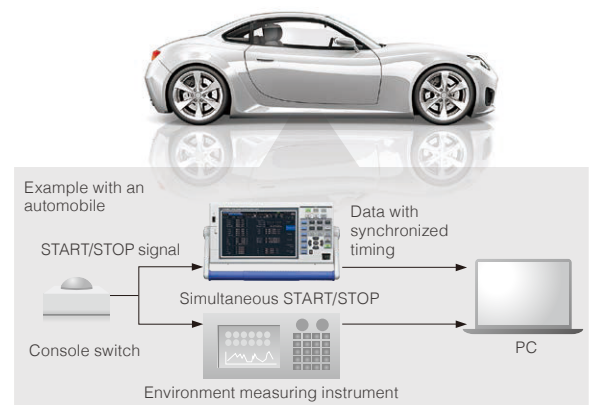 Example with an
automobile
START/STOP signal
Data with
synchronized
timing
Simultaneous START/STOP
Console switch
PC
Environment measuring instrument